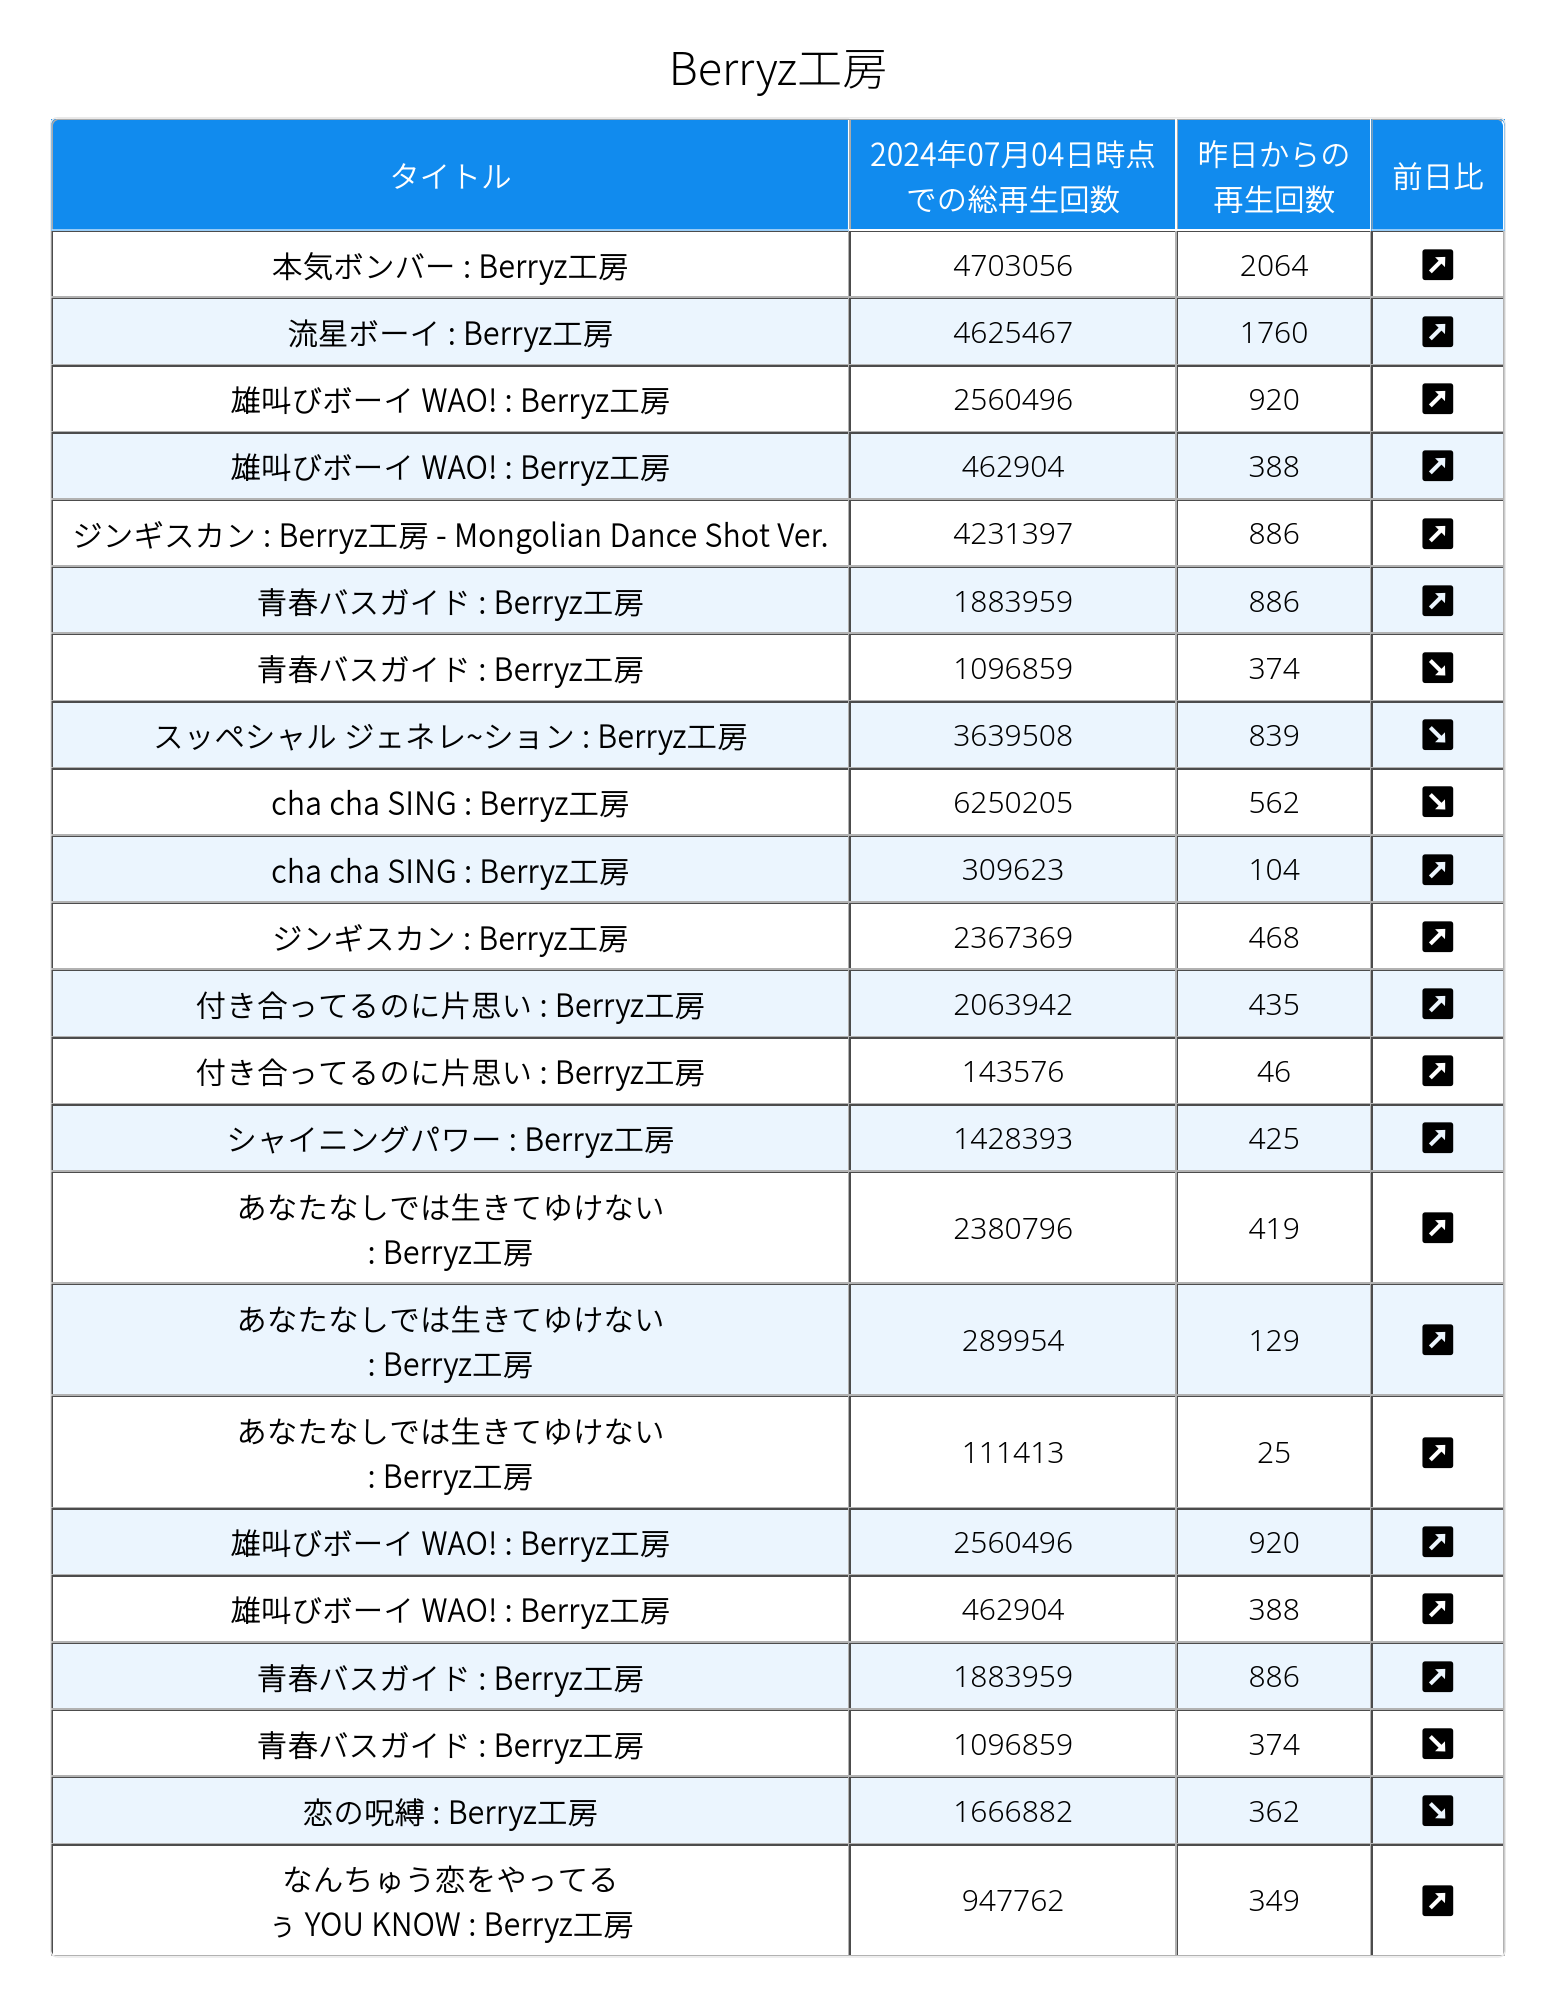 Berryz工房
タイトル 2024年07月04日時点 昨日からの 前日比
での総再生回数 再生回数
本気ボンバー : Berryz工房 4703056 2064
流星ボーイ : Berryz工房 4625467 1760
雄叫びボーイ WAO! : Berryz工房 2560496 920
雄叫びボーイ WAO! : Berryz工房 462904 388
ジンギスカン : Berryz工房 - Mongolian Dance Shot Ver. 4231397 886
青春バスガイド : Berryz工房 1883959 886
青春バスガイド : Berryz工房 1096859 374
スッペシャル ジェネレ~ション : Berryz工房 3639508 839
cha cha SING : Berryz工房 6250205 562
cha cha SING : Berryz工房 309623 104
ジンギスカン : Berryz工房 2367369 468
付き合ってるのに片思い : Berryz工房 2063942 435
付き合ってるのに片思い : Berryz工房 143576 46
シャイニングパワー : Berryz工房 1428393 425
あなたなしでは生きてゆけない
: Berryz工房 2380796 419
あなたなしでは生きてゆけない
: Berryz工房 289954 129
あなたなしでは生きてゆけない
: Berryz工房 111413 25
雄叫びボーイ WAO! : Berryz工房 2560496 920
雄叫びボーイ WAO! : Berryz工房 462904 388
青春バスガイド : Berryz工房 1883959 886
青春バスガイド : Berryz工房 1096859 374
恋の呪縛 : Berryz工房 1666882 362
なんちゅう恋をやってる
ぅ YOU KNOW : Berryz工房 947762 349